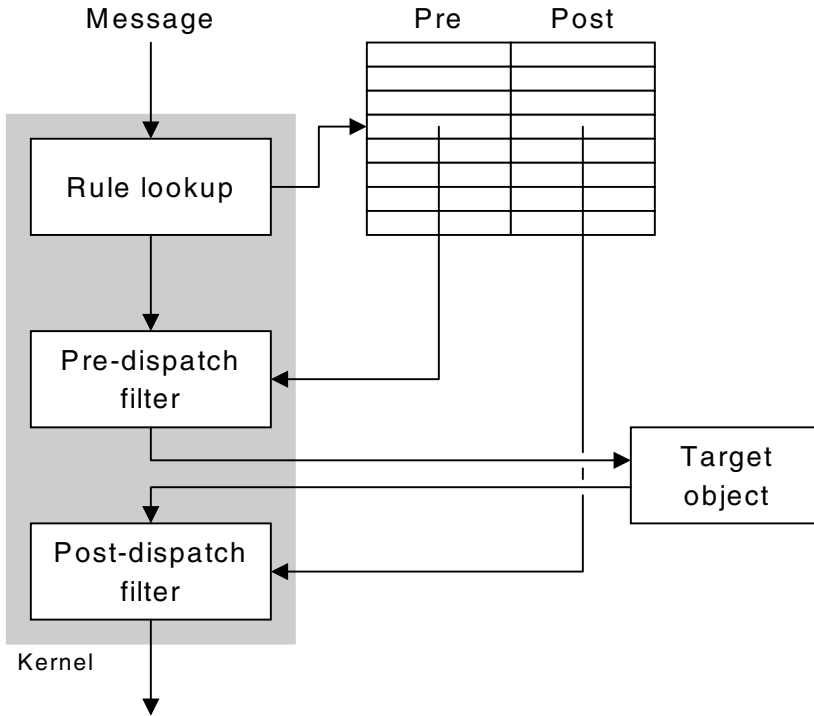 Message
Pre
Post
Rule lookup
Pre-dispatch
filter
Target
object
Post-dispatch
filter
Kernel